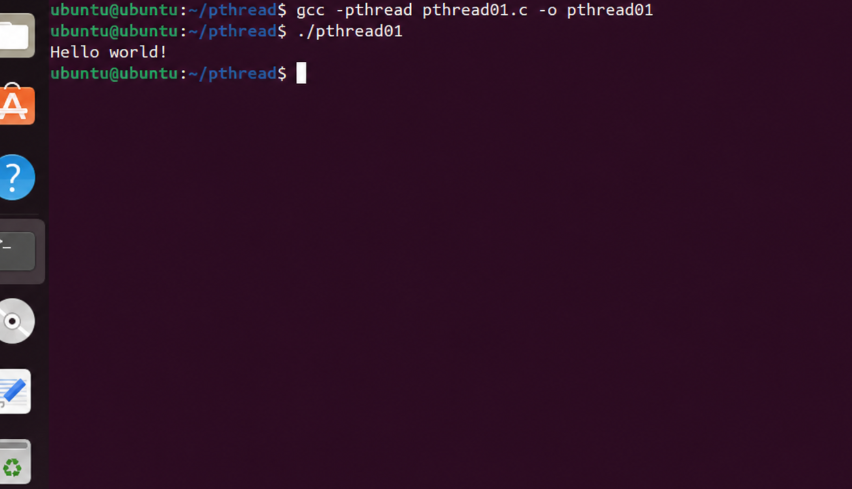 ubuntu@ubuntu:~/pthread$ gcc -pthread pthread01.c -o pthread01
ubuntu@ubuntu:~/pthread$ ./pthread01
Hello world!
ubuntu@ubuntu:~/pthread$